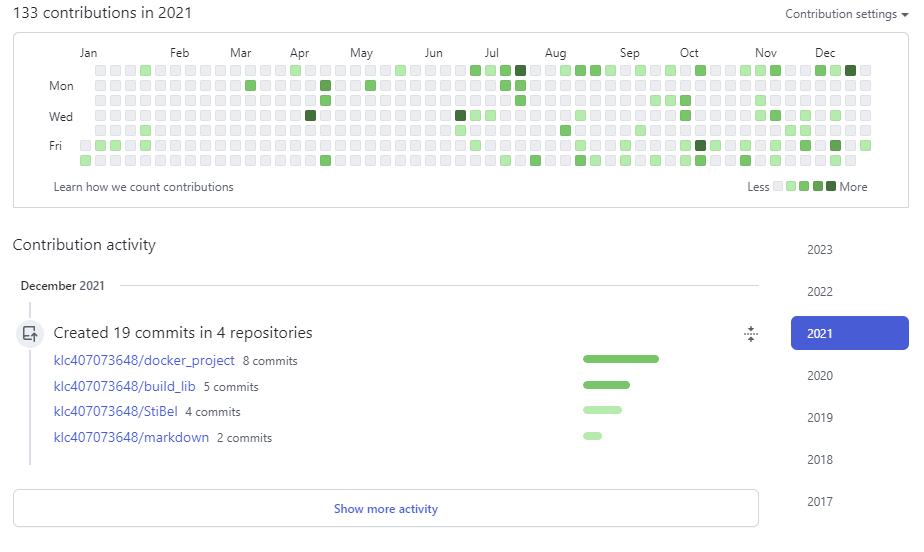 133 contributions in 2021
Contribution settings
Jan Feb Mar Apr May Jun Jul Aug Sep Oct Nov Dec
Mon
Wed
Fri
Learn how we count contributions
Less More
Contribution activity
December 2021
Created 19 commits in 4 repositories
klc407073648/docker_project 8 commits
klc407073648/build_lib 5 commits
klc407073648/StiBel 4 commits
klc407073648/markdown 2 commits
Show more activity
2023
2022
2021
2020
2019
2018
2017